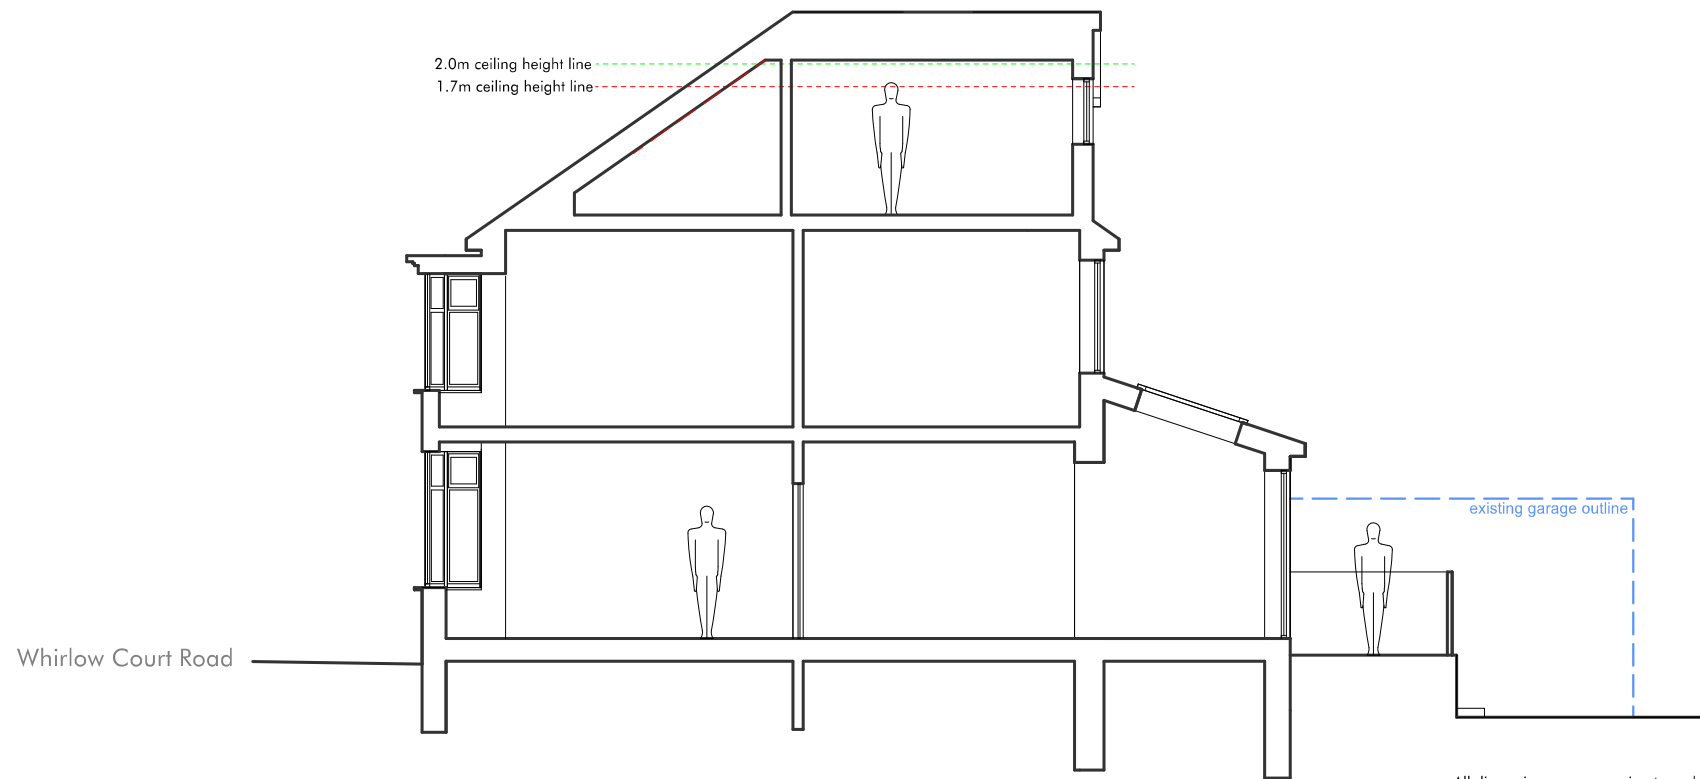 2.0m ceiling height line
1.7m ceiling height line
existing garage outline
Whirlow Court Road